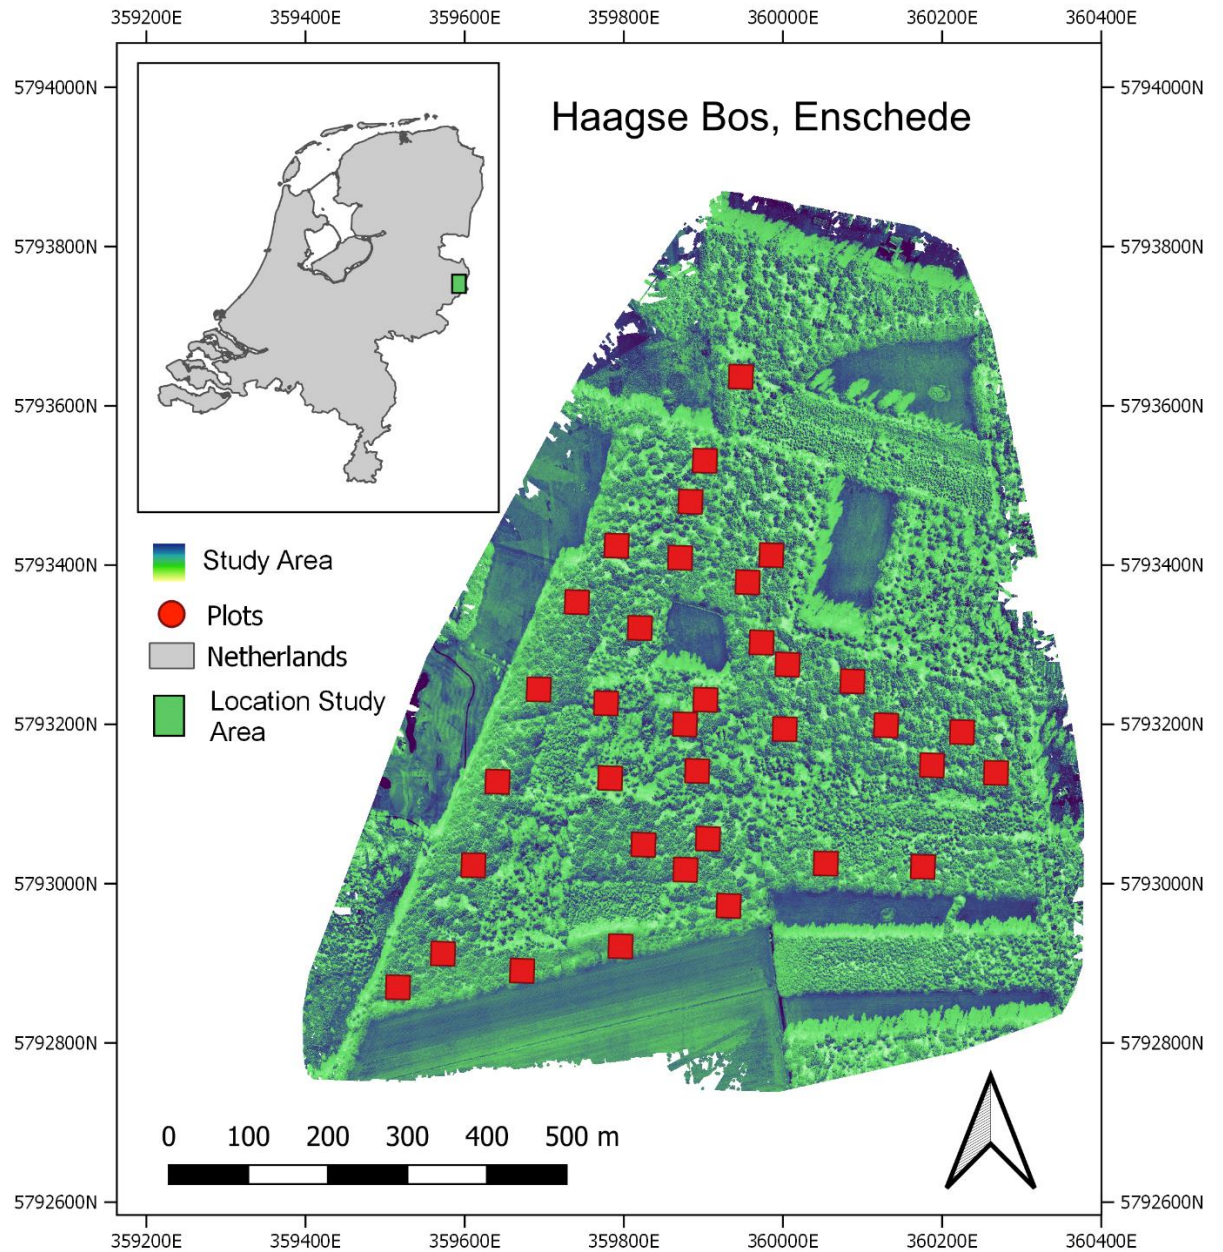 359200E 359400E 359600E 359800E 360000E 360200E 360400E
5794000N 5794000N
Haagse Bos, Enschede
5793800N 5793800N
5793600N 5793600N
5793400N 5793400N
Study Area
Plots
Netherlands
Location Study
Area
5793200N 5793200N
5793000N 5793000N
5792800N 5792800N
0 100 200 300 400 500 m
5792600N 5792600N
359200E 359400E 359600E 359800E 360000E 360200E 360400E